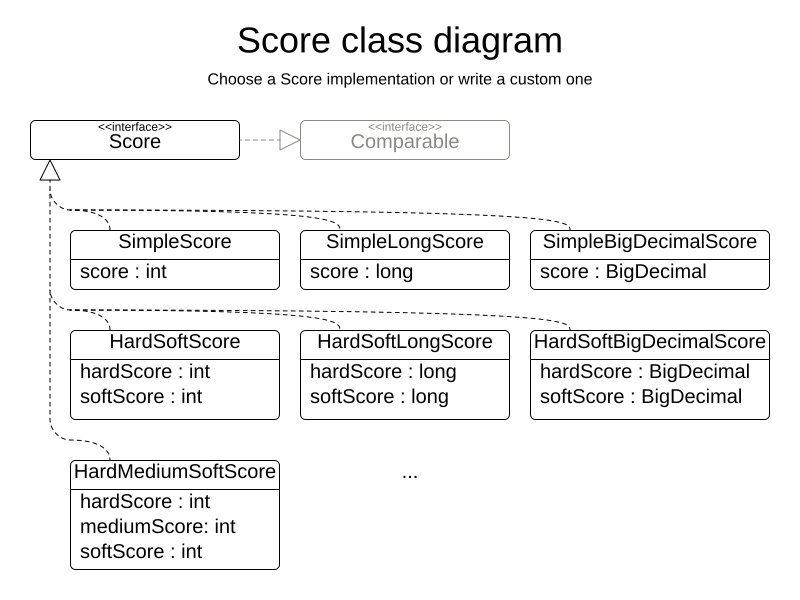 Score class diagram
Choose a Score implementation or write a custom one
<<interface>>
Score
<<interface>>
Comparable
SimpleScore
score : int
SimpleLongScore
score : long
SimpleBigDecimalScore
score : BigDecimal
HardSoftScore
hardScore : int
softScore : int
HardSoftLongScore
hardScore : long
softScore : long
HardSoftBigDecimalScore
hardScore : BigDecimal
softScore : BigDecimal
HardMediumSoftScore
hardScore : int
mediumScore: int
softScore : int
...